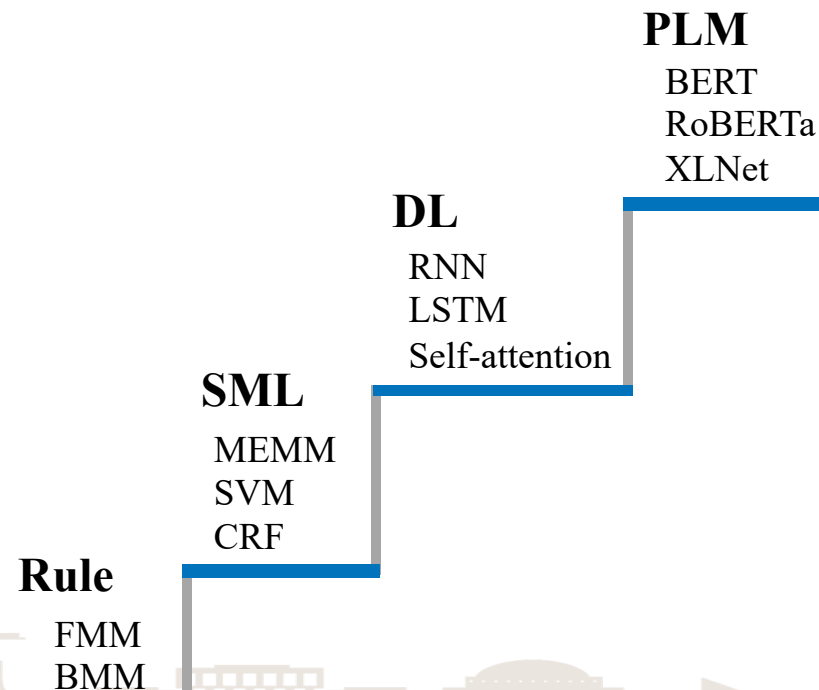 PLM
BERT
RoBERTa
XLNet
DL
RNN
LSTM
Self-attention
SML
MEMM
SVM
CRF
Rule
FMM
BMM